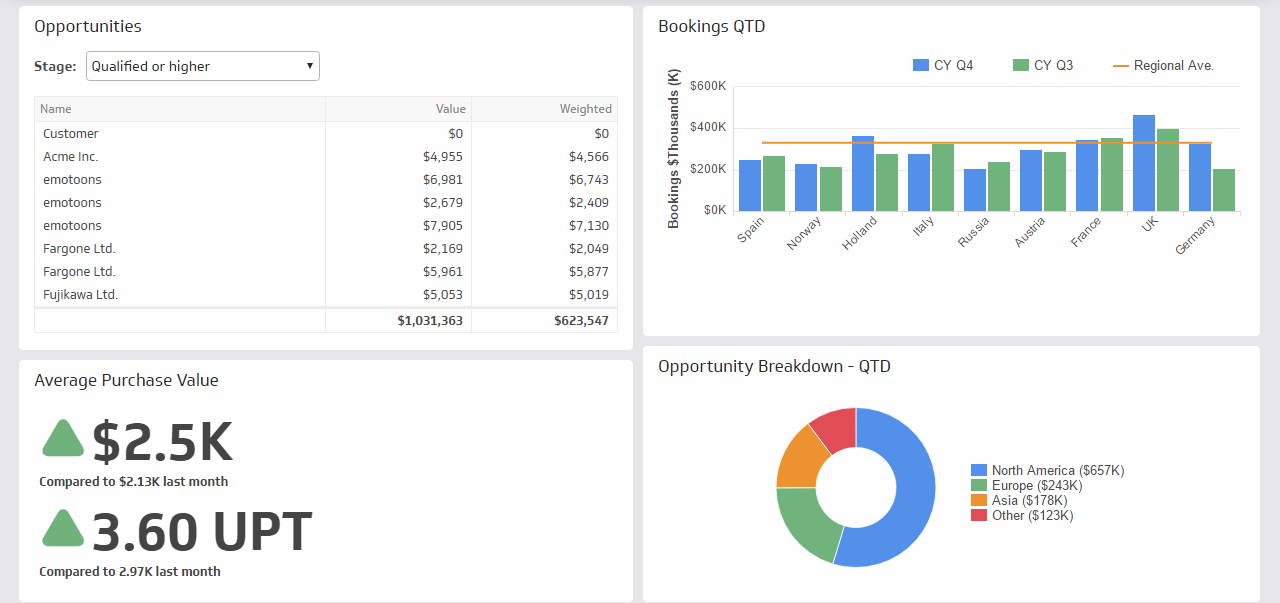 Opportunities
Stage: Qualified or higher
Name Value Weighted
Customer $0 $0
Acme Inc. $4,955 $4,566
emotoons $6,981 $6,743
emotoons $2,679 $2,409
emotoons $7,905 $7,130
Fargone Ltd. $2,169 $2,049
Fargone Ltd. $5,961 $5,877
Fujikawa Ltd. $5,053 $5,019
$1,031,363 $623,547
Average Purchase Value
$2.5K
Compared to $2.13K last month
3.60 UPT
Compared to 2.97K last month
Bookings QTD
CY Q4 CY Q3 Regional Ave.
Bookings $Thousands (K)
$600K
$400K
$200K
$0K
Spain Norway Holland Italy Russia Austria France UK Germany
Opportunity Breakdown - QTD
North America ($657K)
Europe ($243K)
Asia ($178K)
Other ($123K)